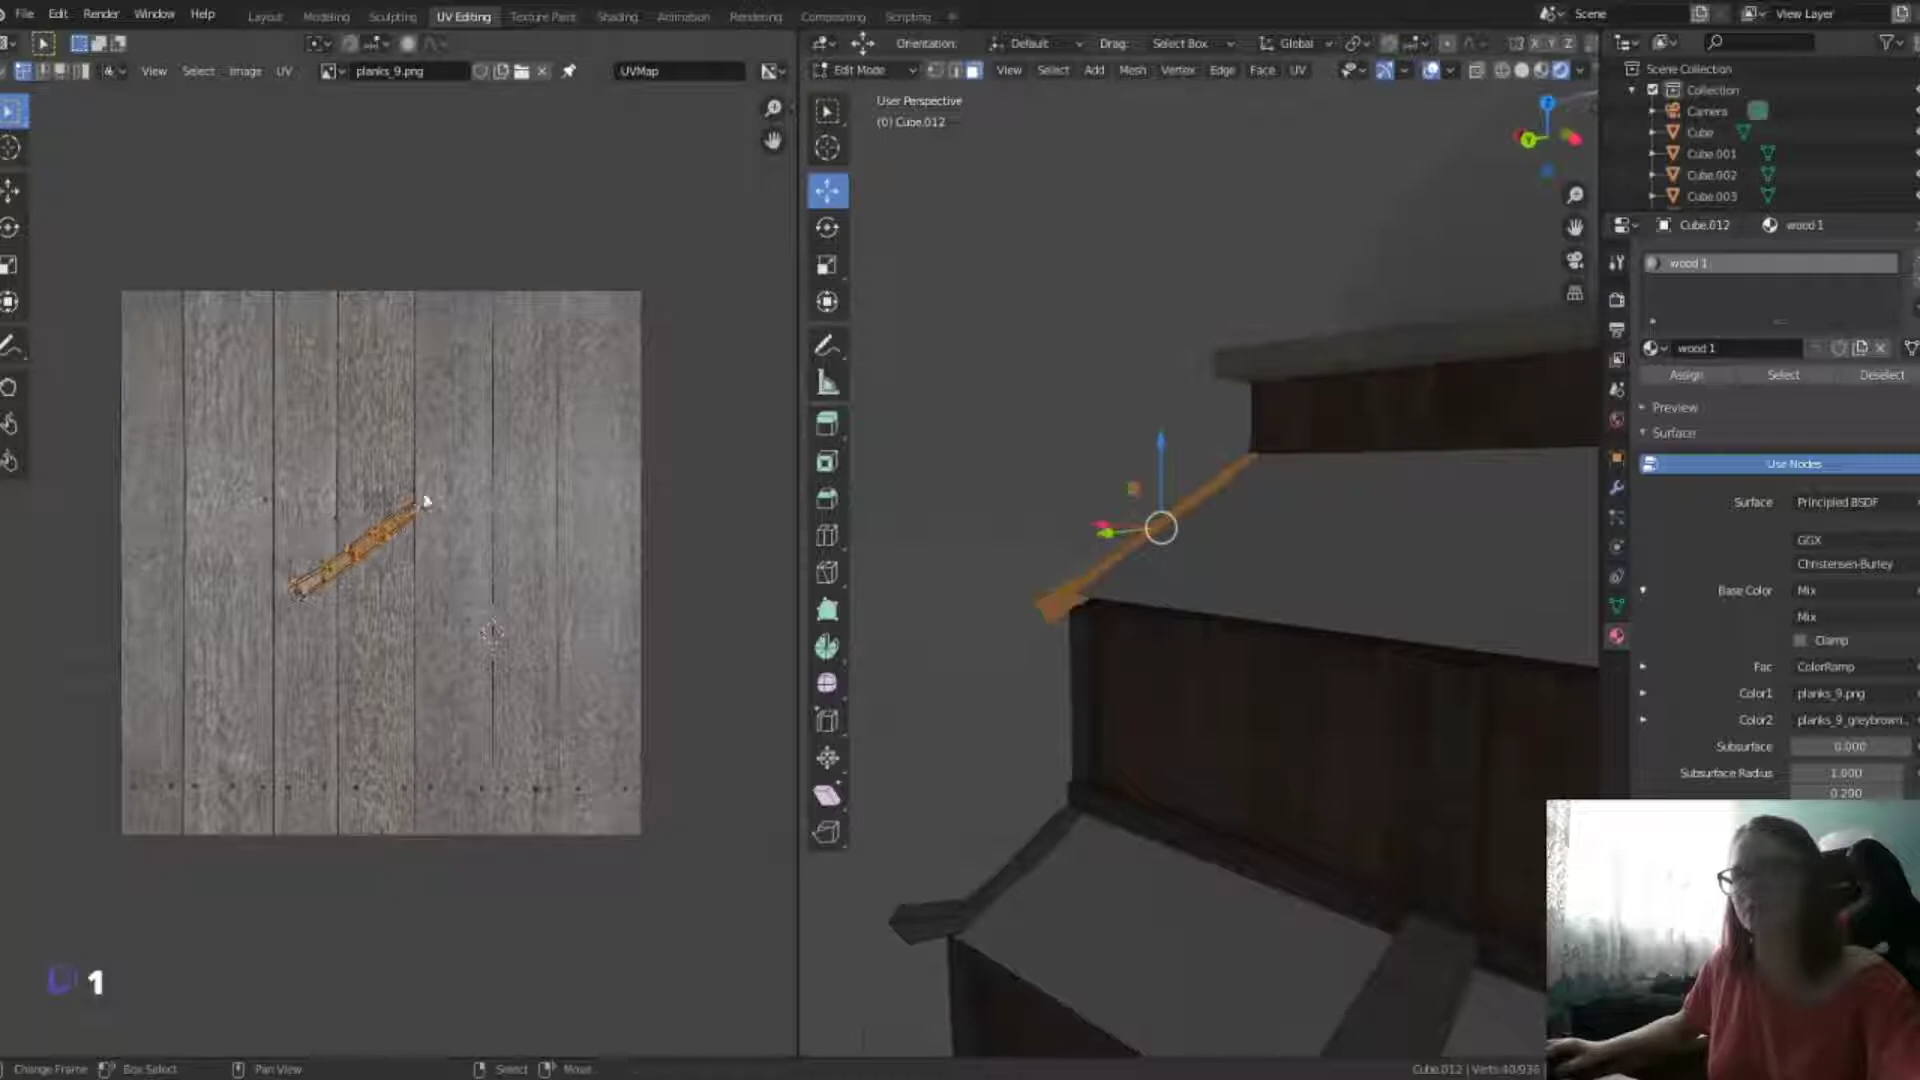 File Edit Render Window Help
Layout Modeling Sculpting UV Editing Texture Paint Shading Animation Rendering Compositing Scripting +
Scene
View Layer
Orientation: Default Drag: Select Box Global
X Y Z
View Select Image UV
planks_9.png
UVMap
Edit Mode View Select Add Mesh Vertex Edge Face UV
User Perspective
(0) Cube.012
Scene Collection
Collection
Camera
Cube
Cube.001
Cube.002
Cube.003
Cube.012 wood 1
wood 1
wood 1
Assign Select Deselect
Preview
Surface
Use Nodes
Surface Principled BSDF
GGX
Christensen-Burley
Base Color Mix
Mix
Clamp
Fac ColorRamp
Color1 planks_9.png
Color2 planks_9_greybrown..
Subsurface 0.000
Subsurface Radius 1.000
0.200
1
Change Frame Box Select Pan View Select Move
Cube.012 | Verts:40/936